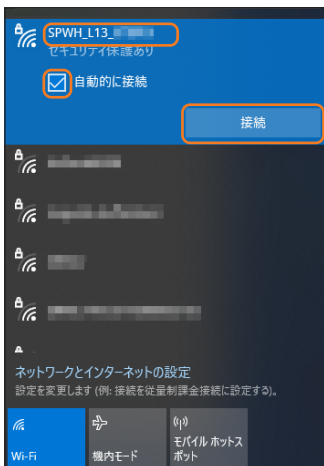 SPWH_L13_
セキュリティ保護あり
自動的に接続
接続
ネットワークとインターネットの設定
設定を変更します (例: 接続を従量制課金接続に設定する)。
Wi-Fi
機内モード
モバイル ホットス
ポット